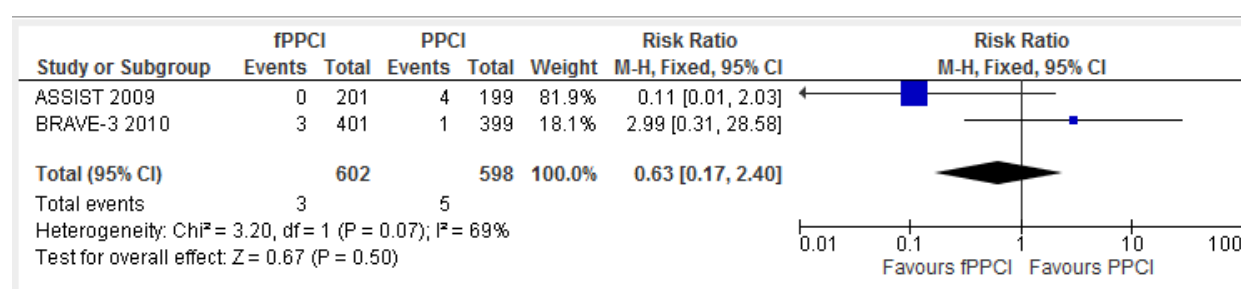 fPPCI PPCI Risk Ratio Risk Ratio
Study or Subgroup Events Total Events Total Weight M-H, Fixed, 95% CI M-H, Fixed, 95% CI
ASSIST 2009 0 201 4 199 81.9% 0.11 [0.01, 2.03]
BRAVE-3 2010 3 401 1 399 18.1% 2.99 [0.31, 28.58]
Total (95% CI) 602 598 100.0% 0.63 [0.17, 2.40]
Total events 3 5
Heterogeneity: Chi² = 3.20, df = 1 (P = 0.07); I² = 69%
Test for overall effect: Z = 0.67 (P = 0.50)
0.01 0.1 1 10 100
Favours fPPCI Favours PPCI